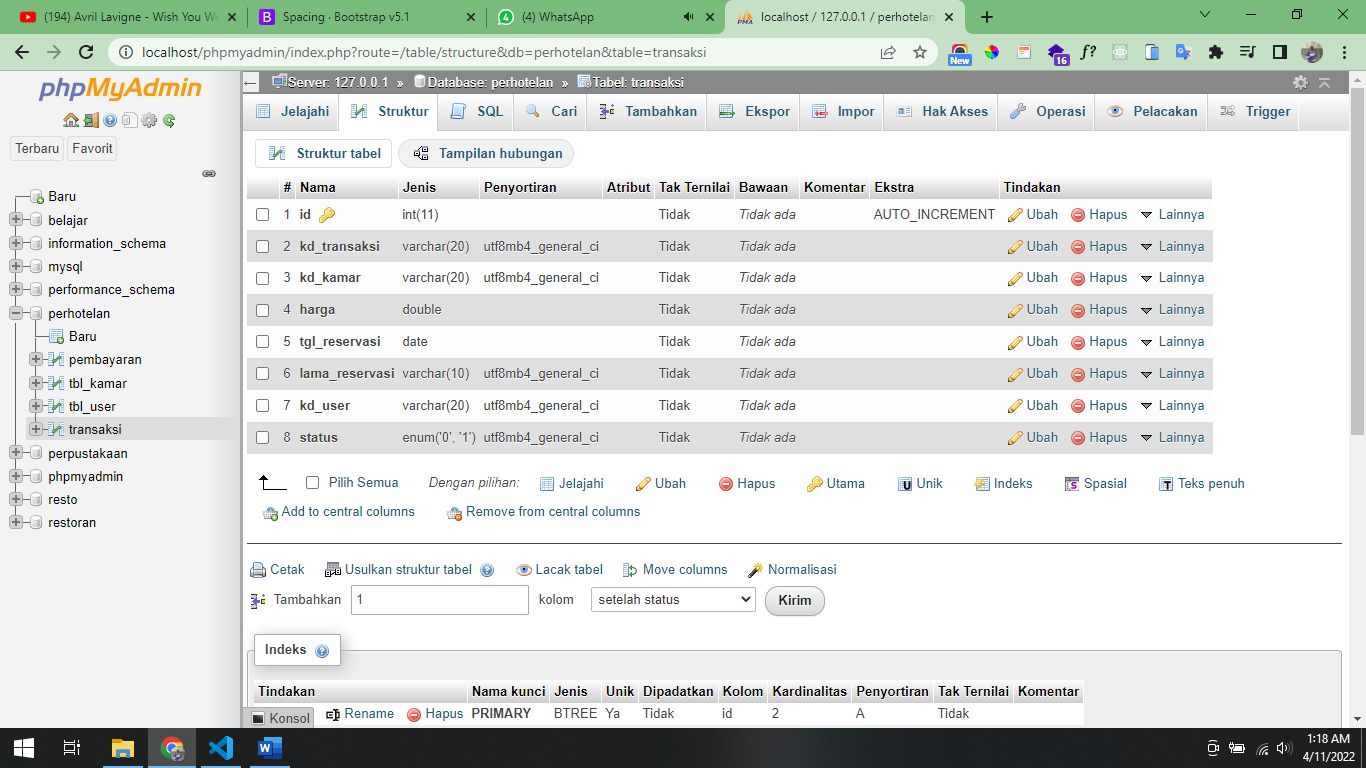 (194) Avril Lavigne - Wish You We
Spacing · Bootstrap v5.1
(4) WhatsApp
localhost / 127.0.0.1 / perhotelan
localhost/phpmyadmin/index.php?route=/table/structure&db=perhotelan&table=transaksi
New
16
f?
phpMyAdmin
Terbaru Favorit
Baru
belajar
information_schema
mysql
performance_schema
perhotelan
Baru
pembayaran
tbl_kamar
tbl_user
transaksi
perpustakaan
phpmyadmin
resto
restoran
Server: 127.0.0.1 » Database: perhotelan » Tabel: transaksi
Jelajahi Struktur SQL Cari Tambahkan Ekspor Impor Hak Akses Operasi Pelacakan Trigger
Struktur tabel Tampilan hubungan
# Nama Jenis Penyortiran Atribut Tak Ternilai Bawaan Komentar Ekstra Tindakan
1 id int(11) Tidak Tidak ada AUTO_INCREMENT Ubah Hapus Lainnya
2 kd_transaksi varchar(20) utf8mb4_general_ci Tidak Tidak ada Ubah Hapus Lainnya
3 kd_kamar varchar(20) utf8mb4_general_ci Tidak Tidak ada Ubah Hapus Lainnya
4 harga double Tidak Tidak ada Ubah Hapus Lainnya
5 tgl_reservasi date Tidak Tidak ada Ubah Hapus Lainnya
6 lama_reservasi varchar(10) utf8mb4_general_ci Tidak Tidak ada Ubah Hapus Lainnya
7 kd_user varchar(20) utf8mb4_general_ci Tidak Tidak ada Ubah Hapus Lainnya
8 status enum('0', '1') utf8mb4_general_ci Tidak Tidak ada Ubah Hapus Lainnya
Pilih Semua Dengan pilihan: Jelajahi Ubah Hapus Utama Unik Indeks Spasial Teks penuh
Add to central columns Remove from central columns
Cetak Usulkan struktur tabel Lacak tabel Move columns Normalisasi
Tambahkan 1 kolom setelah status Kirim
Indeks
Tindakan Nama kunci Jenis Unik Dipadatkan Kolom Kardinalitas Penyortiran Tak Ternilai Komentar
Rename Hapus PRIMARY BTREE Ya Tidak id 2 A Tidak
Konsol
1:18 AM
4/11/2022